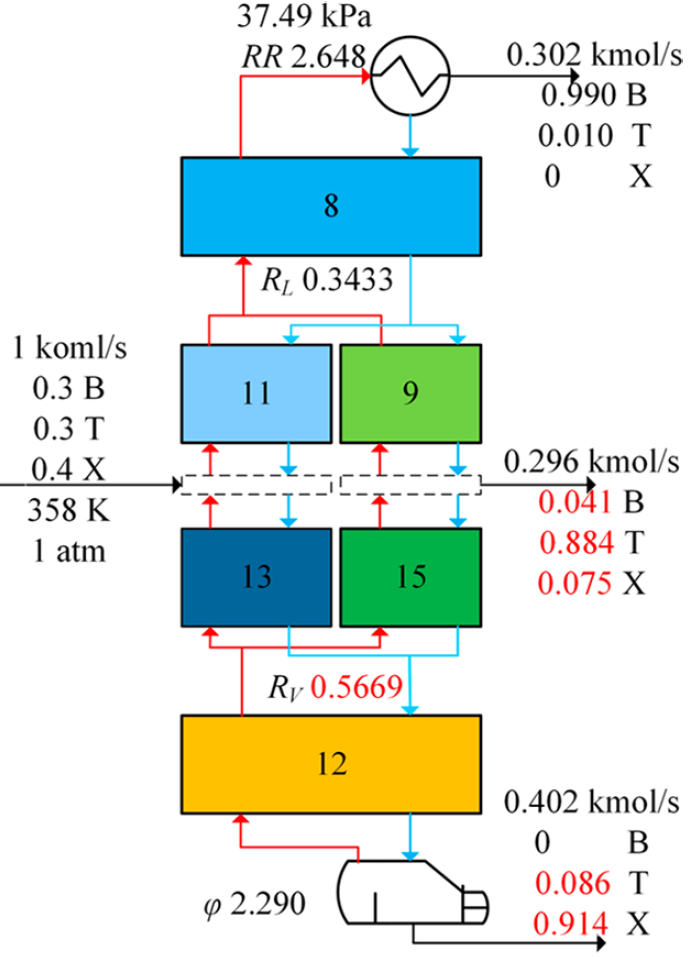 37.49 kPa
RR 2.648
0.302 kmol/s
0.990 B
0.010 T
0 X
8
R_L 0.3433
1 koml/s
0.3 B
0.3 T
0.4 X
358 K
1 atm
11
9
0.296 kmol/s
0.041 B
0.884 T
0.075 X
13
15
R_V 0.5669
12
0.402 kmol/s
0 B
0.086 T
0.914 X
φ 2.290